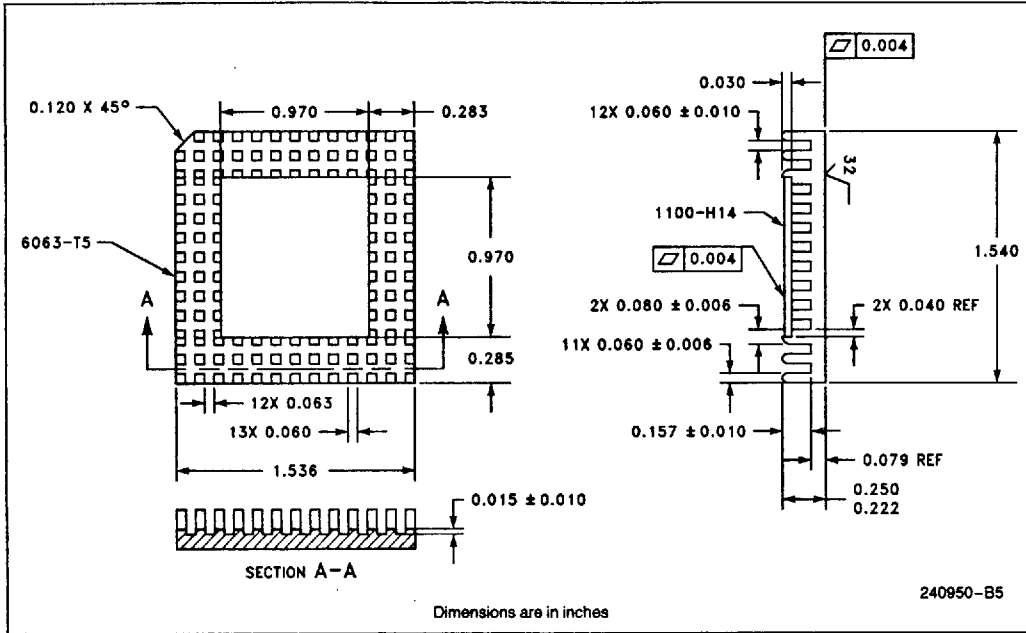 0.004
0.030
0.120 X 45°
0.970
0.283
12X 0.060 ± 0.010
32
1100-H14
6063-T5
0.970
1.540
0.004
A
A
2X 0.080 ± 0.006
2X 0.040 REF
11X 0.060 ± 0.006
0.285
12X 0.063
13X 0.060
0.157 ± 0.010
0.079 REF
1.536
0.250
0.222
0.015 ± 0.010
SECTION A-A
240950-B5
Dimensions are in inches